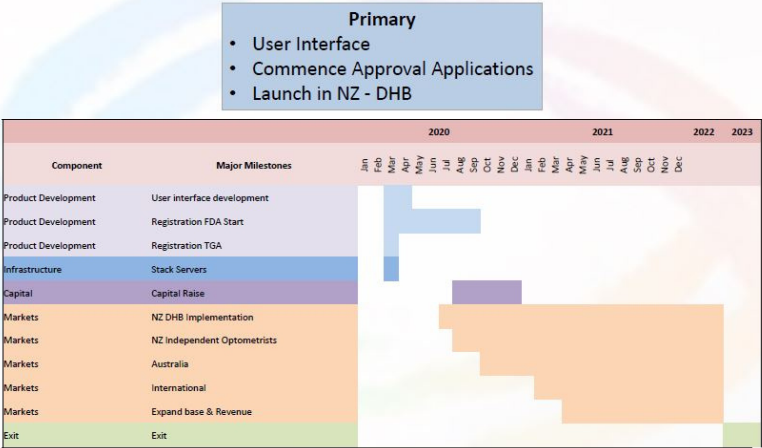 Primary
• User Interface
• Commence Approval Applications
• Launch in NZ - DHB
2020 2021 2022 2023
Component Major Milestones Jan Feb Mar Apr May Jun Jul Aug Sep Oct Nov Dec Jan Feb Mar Apr May Jun Jul Aug Sep Oct Nov Dec
Product Development User interface development
Product Development Registration FDA Start
Product Development Registration TGA
Infrastructure Stack Servers
Capital Capital Raise
Markets NZ DHB Implementation
Markets NZ Independent Optometrists
Markets Australia
Markets International
Markets Expand base & Revenue
Exit Exit